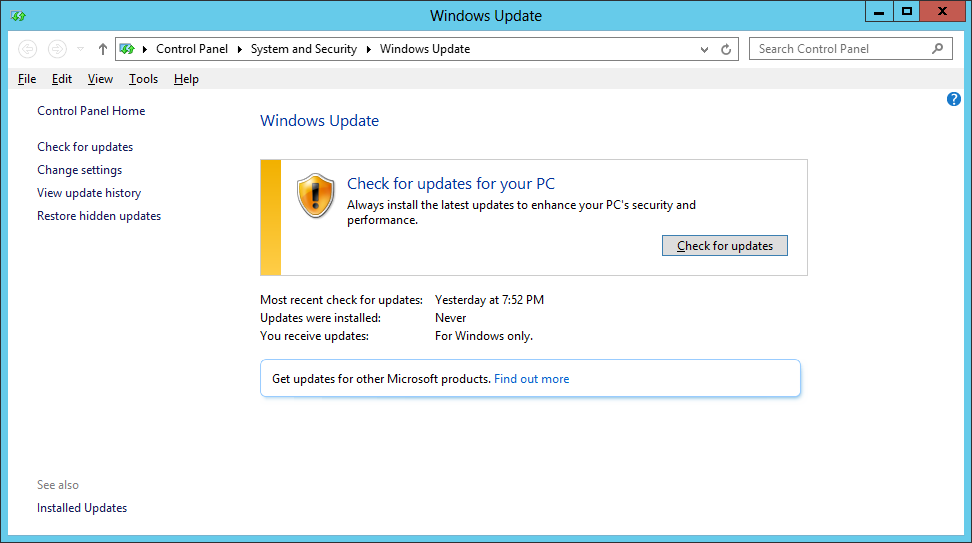 Windows Update
Control Panel System and Security Windows Update
Search Control Panel
File Edit View Tools Help
Control Panel Home
Check for updates
Change settings
View update history
Restore hidden updates
Windows Update
Check for updates for your PC
Always install the latest updates to enhance your PC's security and
performance.
Check for updates
Most recent check for updates: Yesterday at 7:52 PM
Updates were installed: Never
You receive updates: For Windows only.
Get updates for other Microsoft products. Find out more
See also
Installed Updates